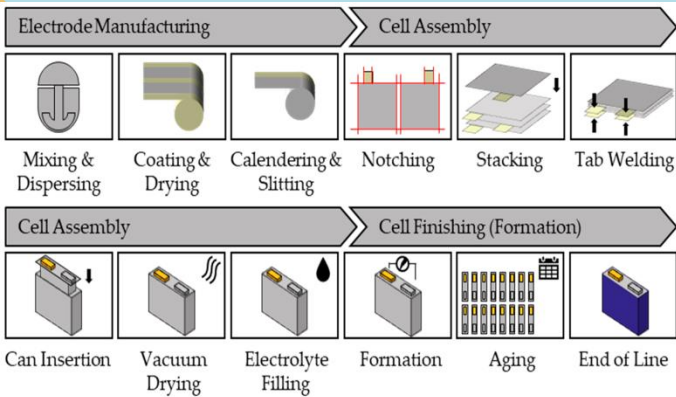 Electrode Manufacturing
Cell Assembly
Mixing &
Dispersing
Coating &
Drying
Calendering &
Slitting
Notching
Stacking
Tab Welding
Cell Assembly
Cell Finishing (Formation)
Can Insertion
Vacuum
Drying
Electrolyte
Filling
Formation
Aging
End of Line